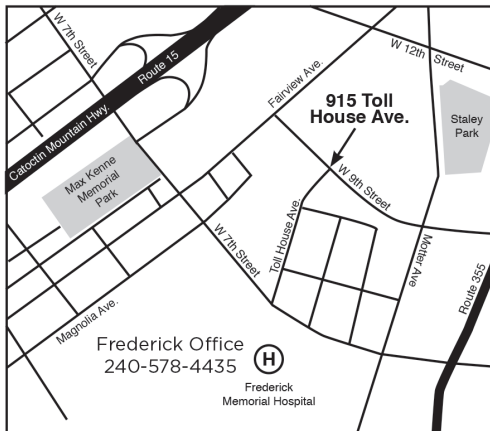 W 7th Street
W 12th Street
Route 15
Fairview Ave.
915 Toll
House Ave.
Staley
Park
Catoctin Mountain Hwy.
Max Kenne
Memorial
Park
W 9th Street
Toll House Ave.
W 7th Street
Motter Ave
Route 355
Magnolia Ave.
Frederick Office
240-578-4435
H
Frederick
Memorial Hospital